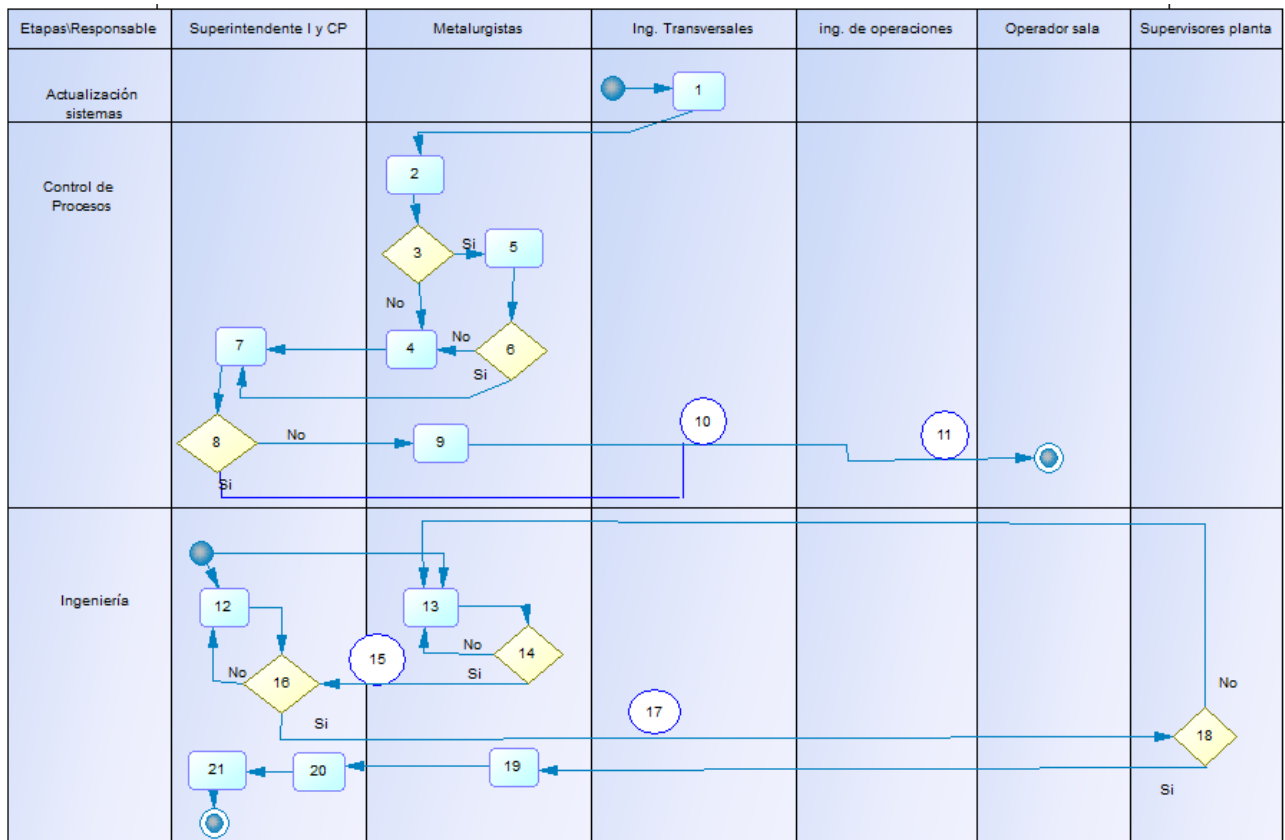 Etapas\Responsable
Superintendente I y CP
Metalurgistas
Ing. Transversales
ing. de operaciones
Operador sala
Supervisores planta
Actualización
sistemas
1
Control de
Procesos
2
3
Si
5
No
7
4
No
6
Si
8
No
9
10
11
Si
Ingeniería
12
13
No
14
15
Si
No
16
Si
17
No
18
21
20
19
Si